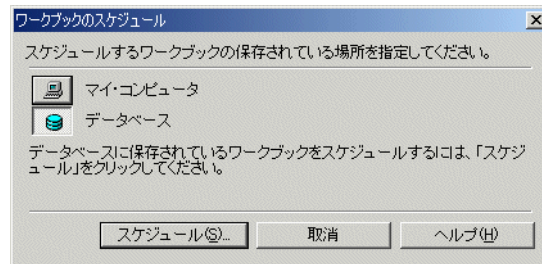 ワークブックのスケジュール
スケジュールするワークブックの保存されている場所を指定してください。
マイ・コンピュータ
データベース
データベースに保存されているワークブックをスケジュールするには、「スケジ
ュール」をクリックしてください。
スケジュール(S)... 取消 ヘルプ(H)